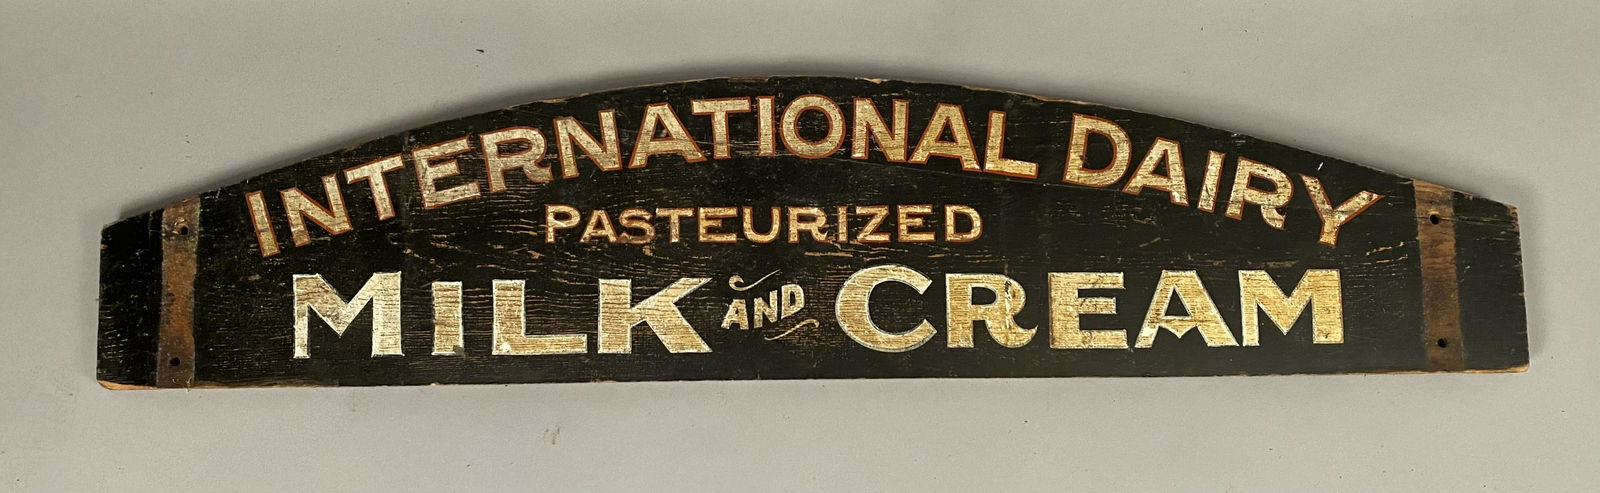 INTERNATIONAL DAIRY
PASTEURIZED
MILK AND CREAM